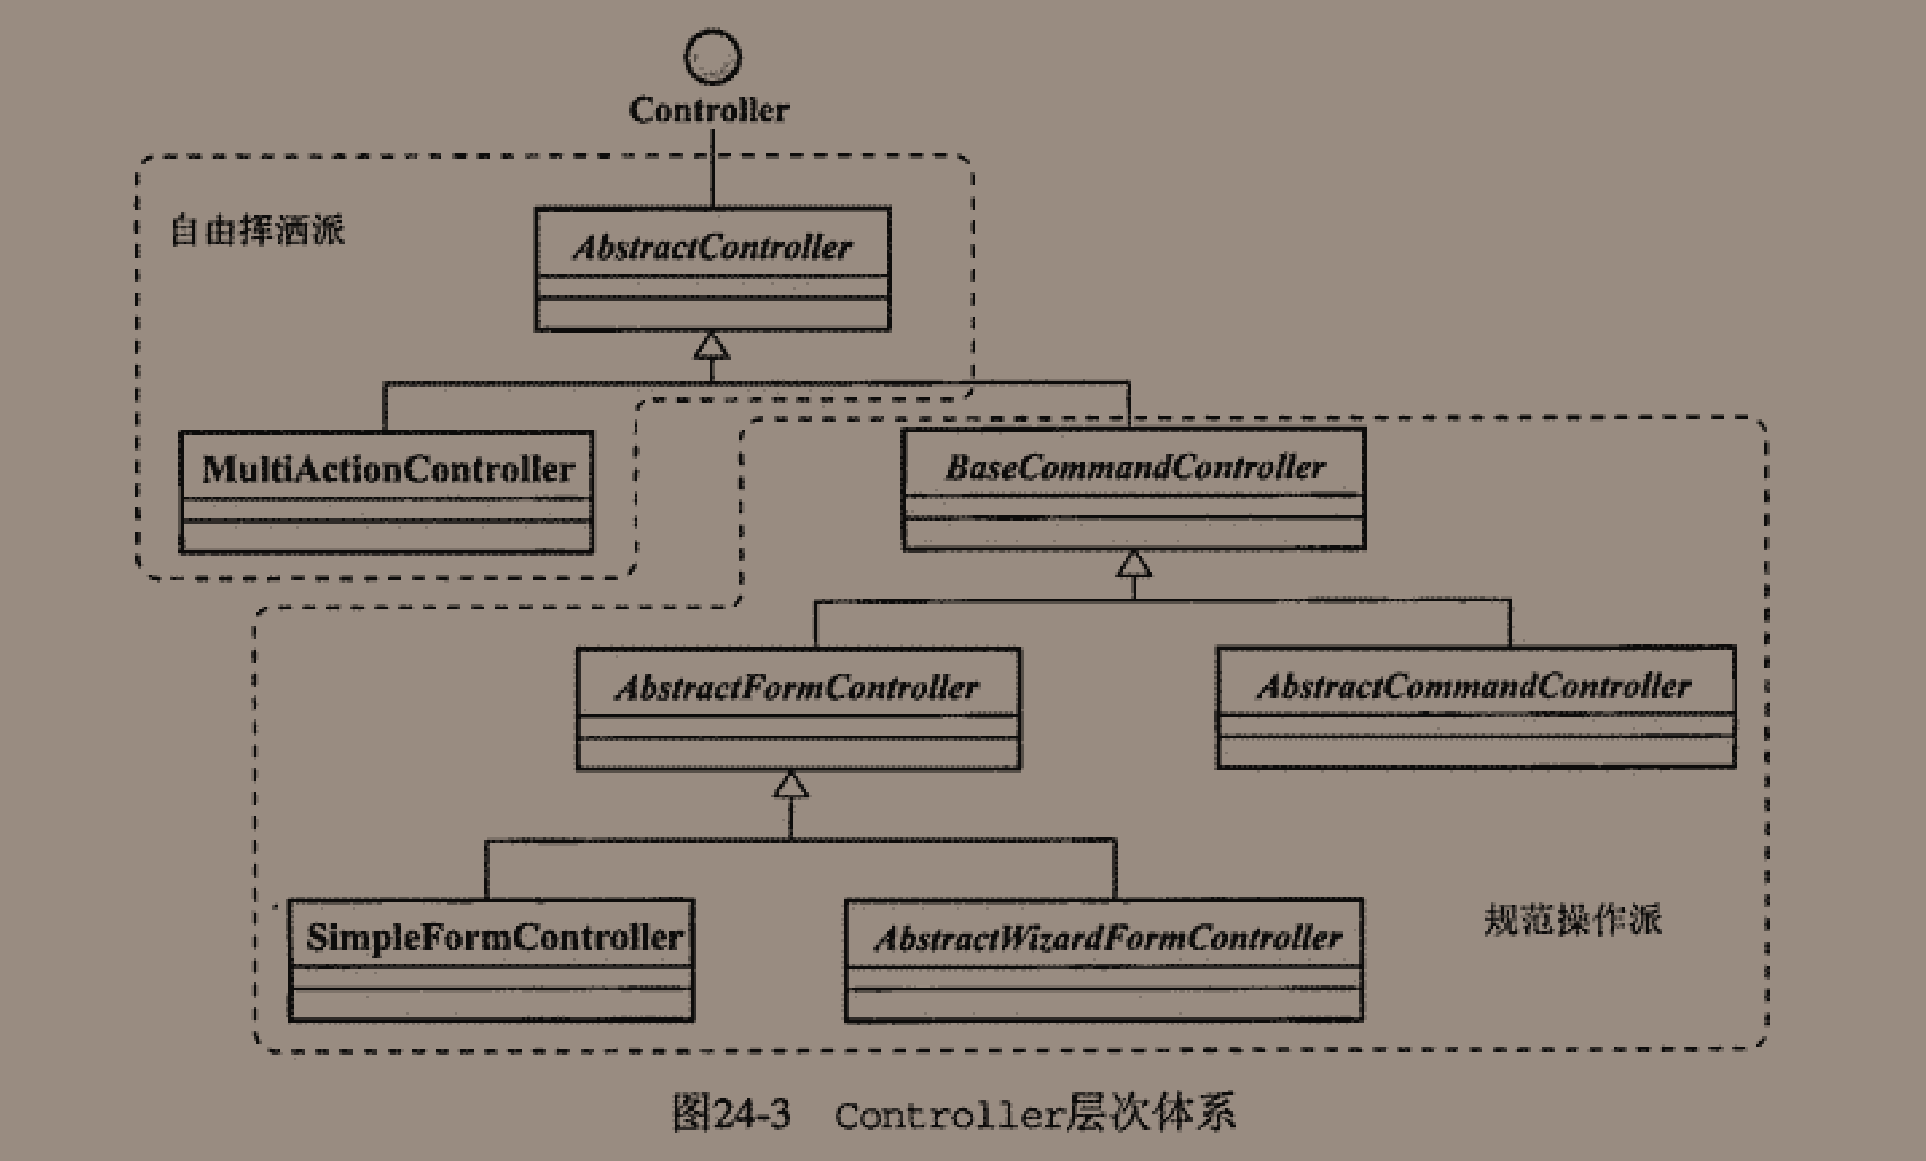 Controller
自由挥洒派
AbstractController
MultiActionController
BaseCommandController
AbstractFormController
AbstractCommandController
SimpleFormController
AbstractWizardFormController
规范操作派
图24-3 Controller层次体系